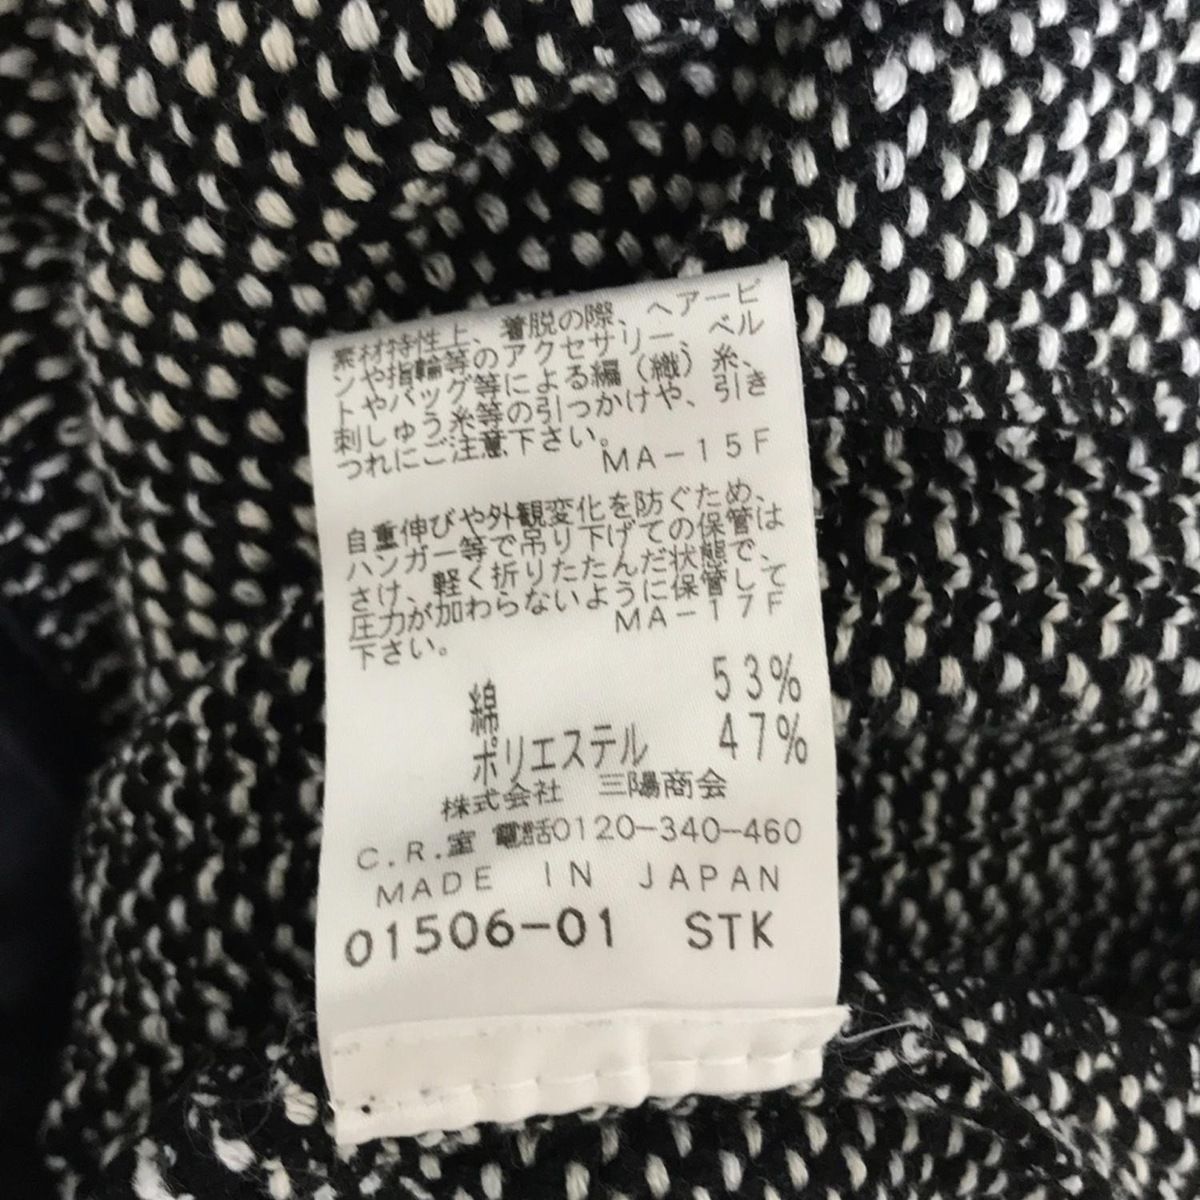 素材特性上、着脱の際、ヘアーピ
ンや指輪等のアクセサリー、ベル
トやバッグ等による編（織）糸、
刺しゅう糸等の引っかけや、引き
つれにご注意下さい。
MA-15F
自重伸びや外観変化を防ぐため、
ハンガー等で吊り下げての保管は
さけ、軽く折りたたんだ状態で、
圧力が加わらないように保管して
下さい。
MA-17F
綿 53%
ポリエステル 47%
株式会社 三陽商会
C.R.室 電話0120-340-460
MADE IN JAPAN
01506-01 STK